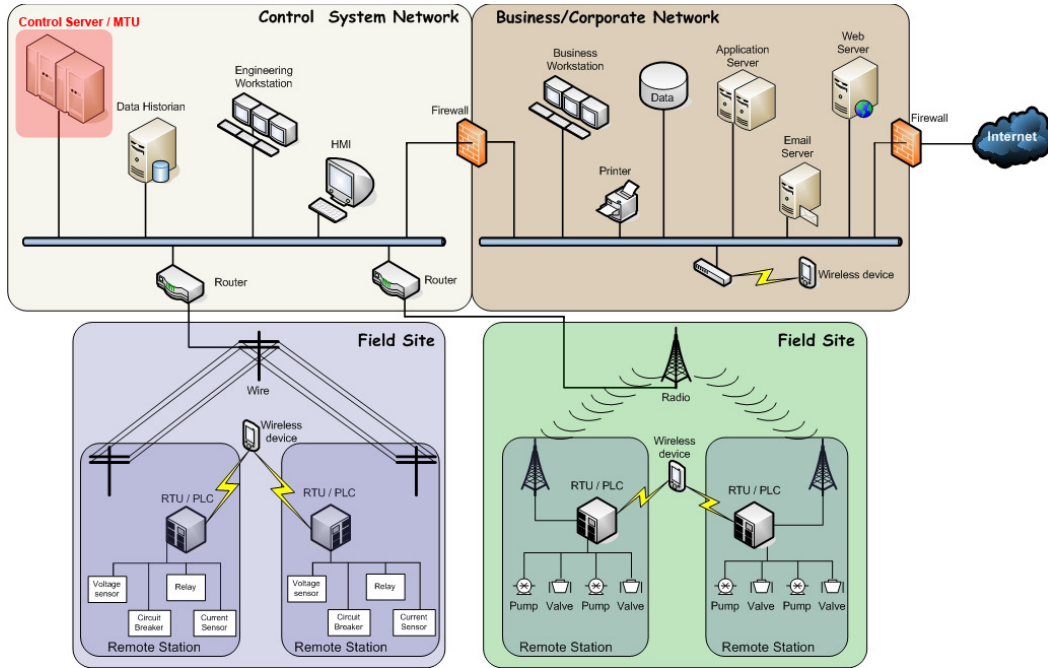 Control System Network
Business/Corporate Network
Control Server / MTU
Data Historian
Engineering
Workstation
HMI
Firewall
Business
Workstation
Printer
Data
Application
Server
Email
Server
Web
Server
Firewall
Internet
Router
Router
Wireless device
Field Site
Wire
Wireless
device
RTU / PLC
RTU / PLC
Voltage
sensor
Relay
Circuit
Breaker
Current
Sensor
Remote Station
Voltage
sensor
Relay
Circuit
Breaker
Current
Sensor
Remote Station
Field Site
Radio
Wireless
device
RTU / PLC
RTU / PLC
Pump
Valve
Pump
Valve
Remote Station
Pump
Valve
Pump
Valve
Remote Station